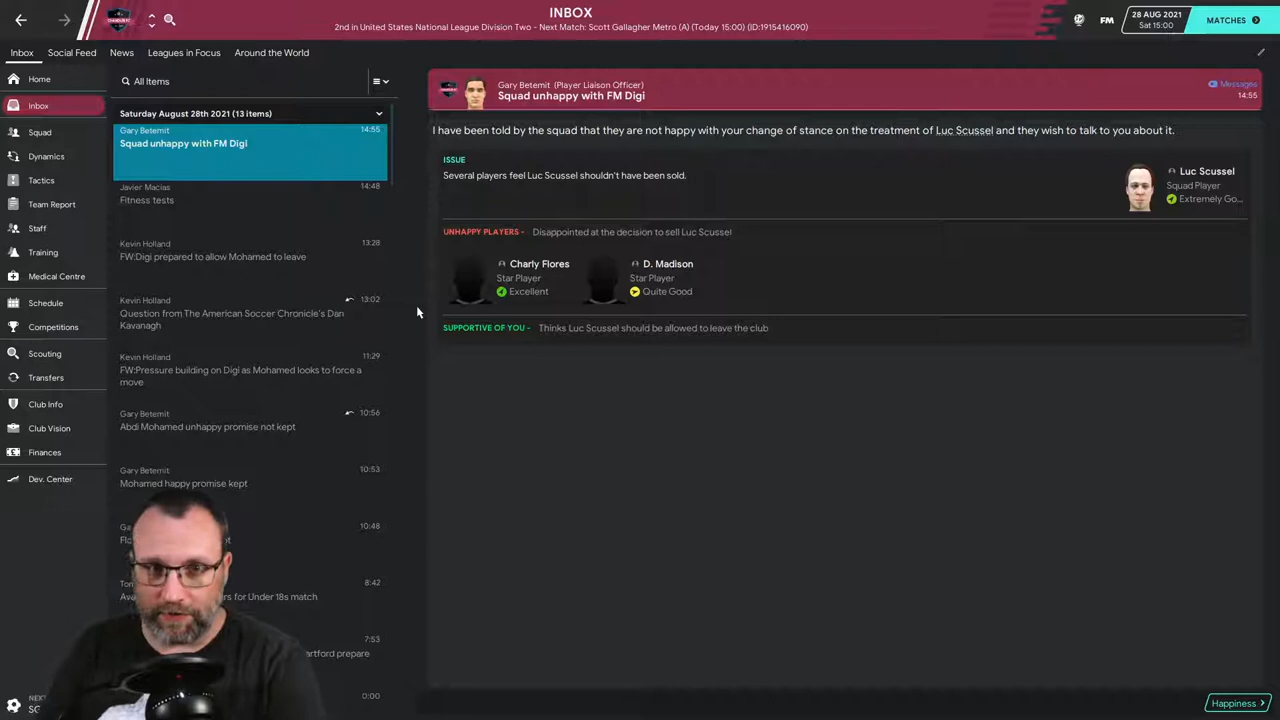 INBOX
2nd in United States National League Division Two - Next Match: Scott Gallagher Metro (A) (Today 15:00) (ID:1915416090)
FM
28 AUG 2021
Sat 15:00
MATCHES
Inbox Social Feed News Leagues in Focus Around the World
Home
Inbox
Squad
Dynamics
Tactics
Team Report
Staff
Training
Medical Centre
Schedule
Competitions
Scouting
Transfers
Club Info
Club Vision
Finances
Dev. Center
All Items
Saturday August 28th 2021 (13 items)
Gary Betemit 14:55
Squad unhappy with FM Digi
Javier Macias 14:48
Fitness tests
Kevin Holland 13:28
FW:Digi prepared to allow Mohamed to leave
Kevin Holland 13:02
Question from The American Soccer Chronicle's Dan
Kavanagh
Kevin Holland 11:29
FW:Pressure building on Digi as Mohamed looks to force a
move
Gary Betemit 10:56
Abdi Mohamed unhappy promise not kept
Gary Betemit 10:53
Mohamed happy promise kept
10:48
8:42
rs for Under 18s match
7:53
artford prepare
0:00
Gary Betemit (Player Liaison Officer)
Squad unhappy with FM Digi
Messages
14:55
I have been told by the squad that they are not happy with your change of stance on the treatment of Luc Scussel and they wish to talk to you about it.
ISSUE
Several players feel Luc Scussel shouldn't have been sold.
Luc Scussel
Squad Player
Extremely Go...
UNHAPPY PLAYERS - Disappointed at the decision to sell Luc Scussel
Charly Flores
Star Player
Excellent
D. Madison
Star Player
Quite Good
SUPPORTIVE OF YOU - Thinks Luc Scussel should be allowed to leave the club
Happiness